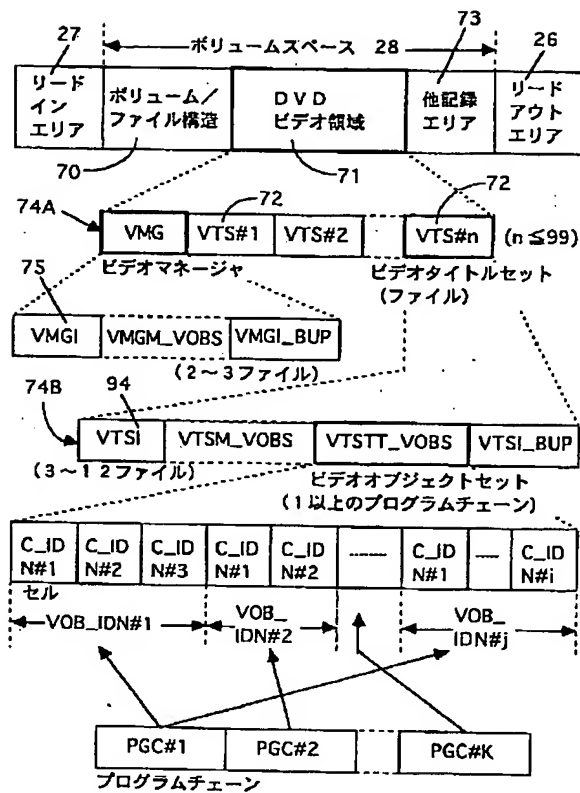 27
73
ボリュームスペース 28
26
リード
イン
エリア
ボリューム/
ファイル構造
DVD
ビデオ領域
他記録
エリア
リード
アウト
エリア
70
71
72
72
74A
VMG
VTS#1
VTS#2
VTS#n
(n≦99)
ビデオマネージャ
ビデオタイトルセット
(ファイル)
75
VMGI
VMGM_VOBS
VMGI_BUP
(2～3ファイル)
74B
94
VTSI
VTSM_VOBS
VTSTT_VOBS
VTSI_BUP
(3～12ファイル)
ビデオオブジェクトセット
(1以上のプログラムチェーン)
C_ID
N#1
C_ID
N#2
C_ID
N#3
C_ID
N#1
C_ID
N#2
C_ID
N#1
C_ID
N#i
セル
VOB_IDN#1
VOB_
IDN#2
VOB_
IDN#j
PGC#1
PGC#2
PGC#K
プログラムチェーン